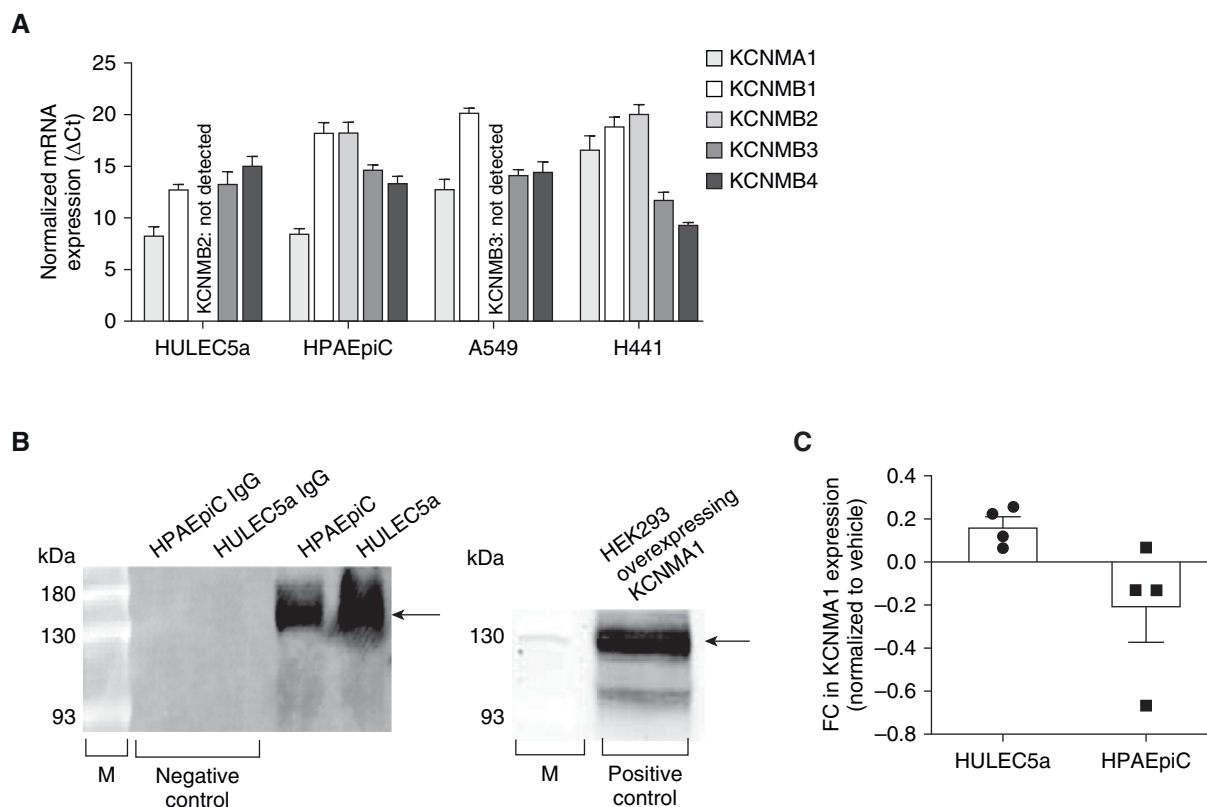 A
Normalized mRNA
expression (ΔCt)
25
20
15
10
5
0
KCNMB2: not detected
KCNMB3: not detected
HULEC5a
HPAEpiC
A549
H441
KCNMA1
KCNMB1
KCNMB2
KCNMB3
KCNMB4
B
kDa
HPAEpiC IgG
HULEC5a IgG
HPAEpiC
HULEC5a
180
130
93
M
Negative
control
kDa
HEK293
overexpressing
KCNMA1
130
93
M
Positive
control
C
FC in KCNMA1 expression
(normalized to vehicle)
0.4
0.2
0.0
–0.2
–0.4
–0.6
–0.8
HULEC5a
HPAEpiC